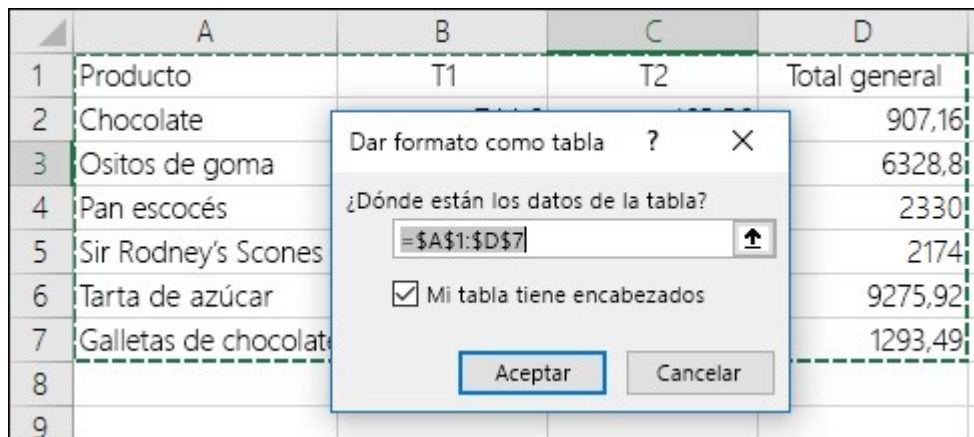 A B C D
1 Producto T1 T2 Total general
2 Chocolate 907,16
3 Ositos de goma 6328,8
4 Pan escocés 2330
5 Sir Rodney's Scones 2174
6 Tarta de azúcar 9275,92
7 Galletas de chocolate 1293,49
8
9
Dar formato como tabla ? X
¿Dónde están los datos de la tabla?
=$A$1:$D$7
Mi tabla tiene encabezados
Aceptar Cancelar